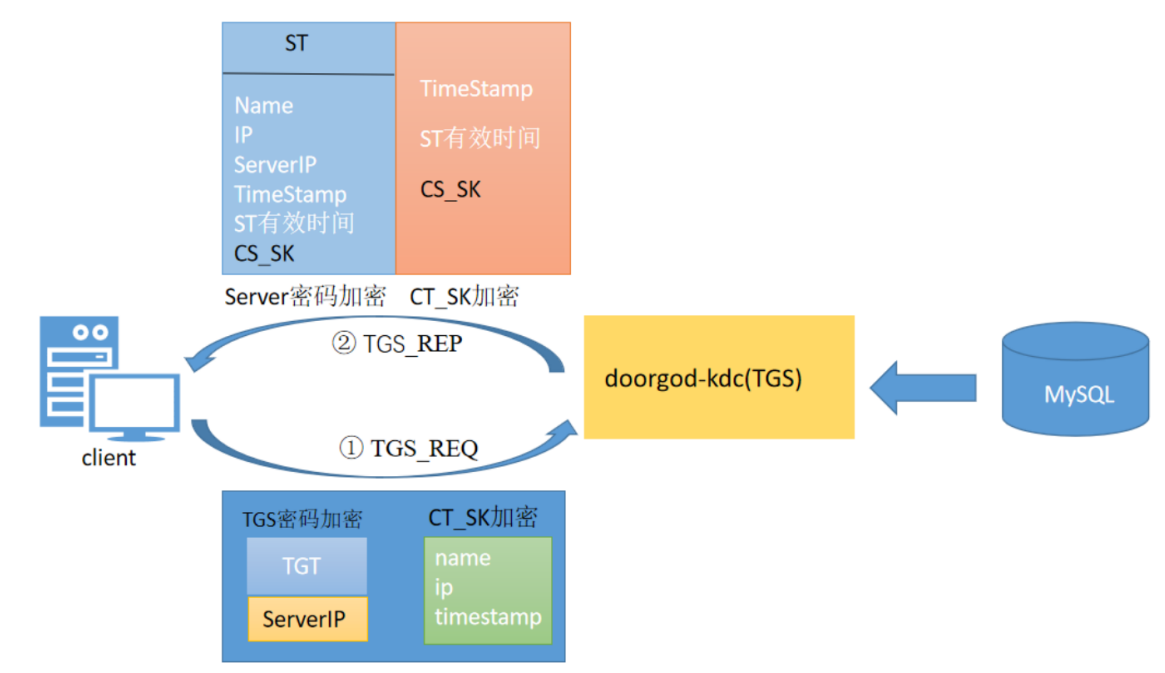 ST
Name
IP
ServerIP
TimeStamp
ST有效时间
CS_SK
TimeStamp
ST有效时间
CS_SK
Server密码加密
CT_SK加密
② TGS_REP
client
doorgod-kdc(TGS)
MySQL
① TGS_REQ
TGS密码加密
TGT
ServerIP
CT_SK加密
name
ip
timestamp